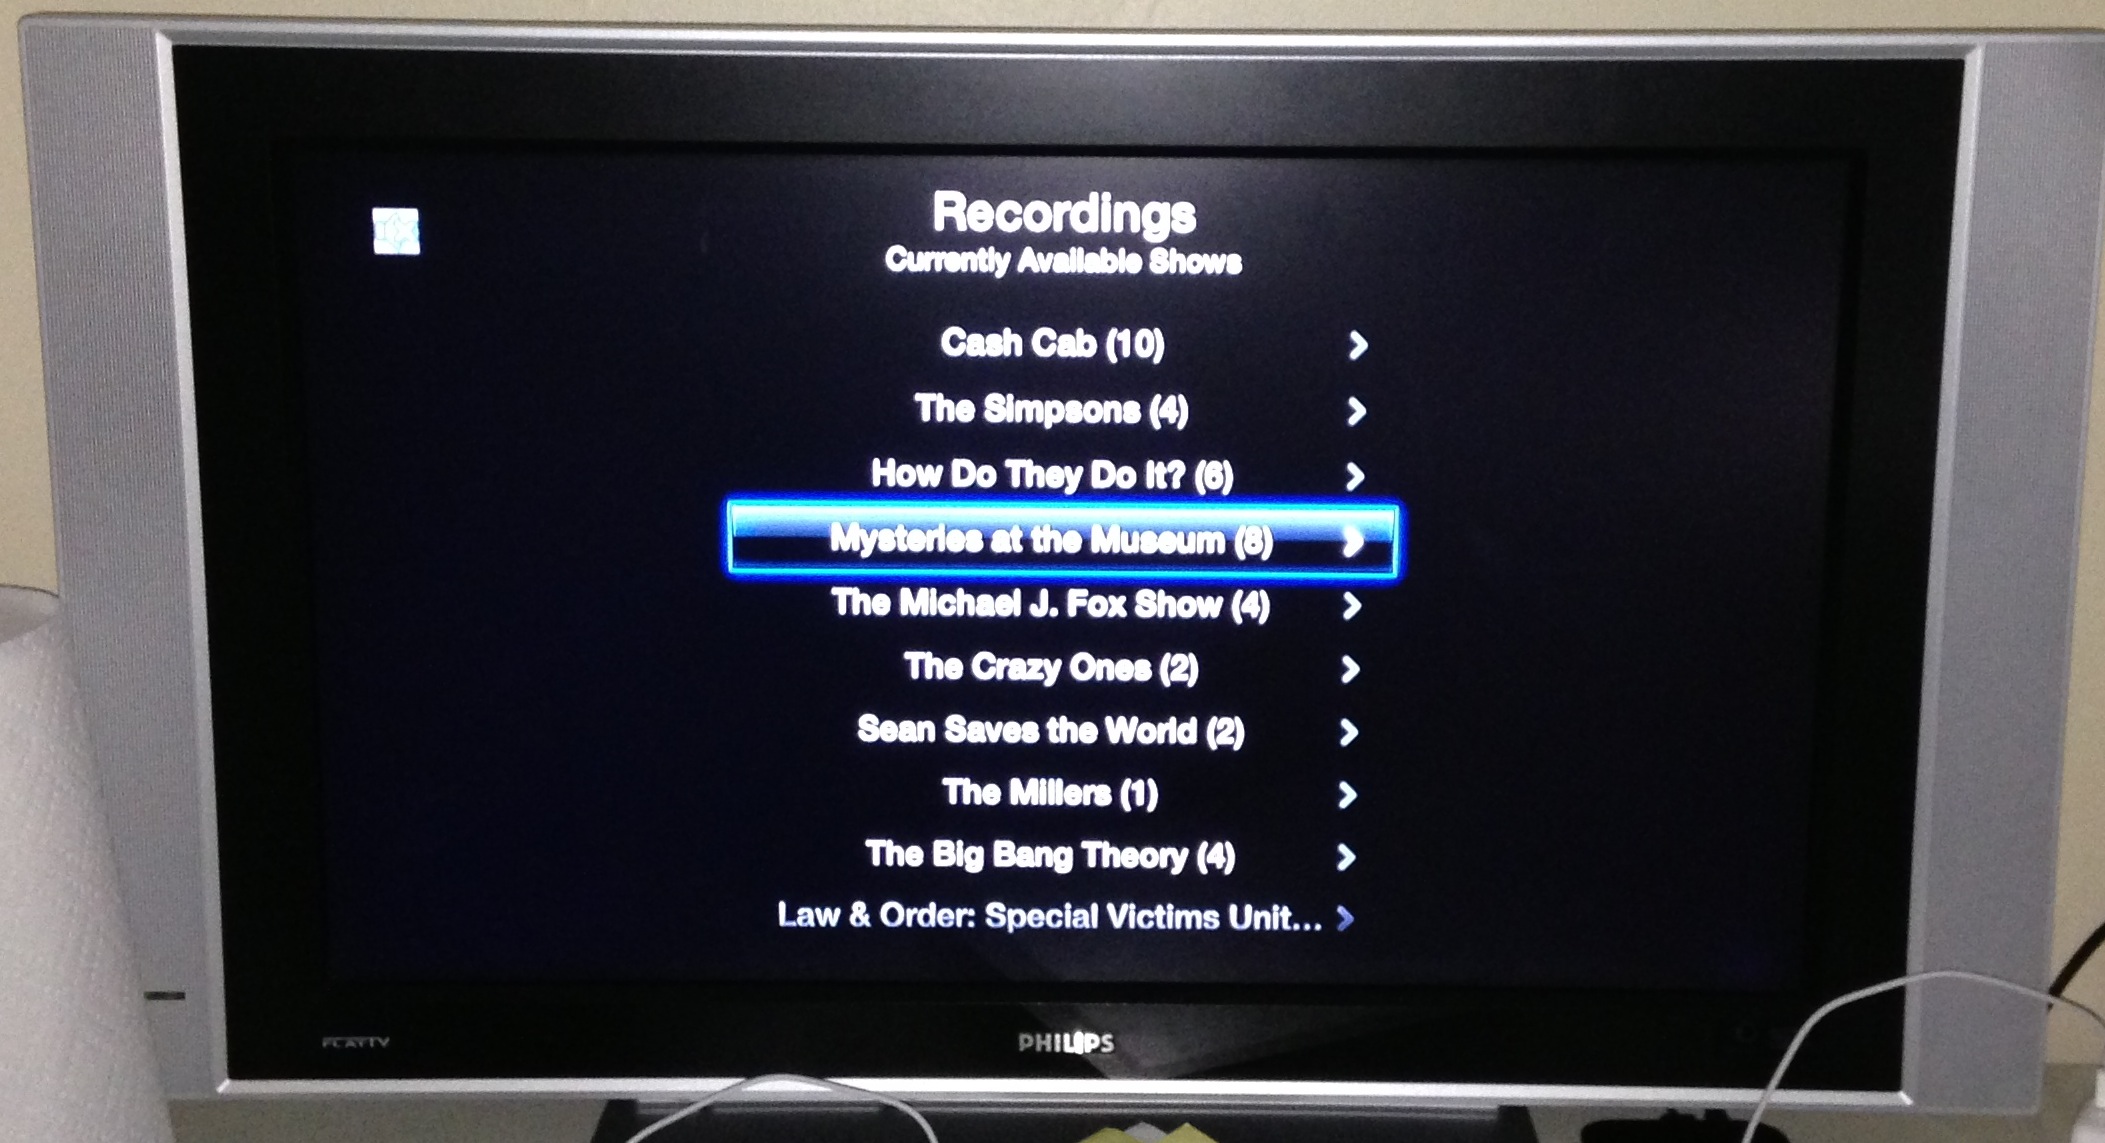 Recordings
Currently Available Shows
Cash Cab (10)
The Simpsons (4)
How Do They Do It? (6)
Mysteries at the Museum (8)
The Michael J. Fox Show (4)
The Crazy Ones (2)
Sean Saves the World (2)
The Millers (1)
The Big Bang Theory (4)
Law & Order: Special Victims Unit...
FLAT TV
PHILIPS